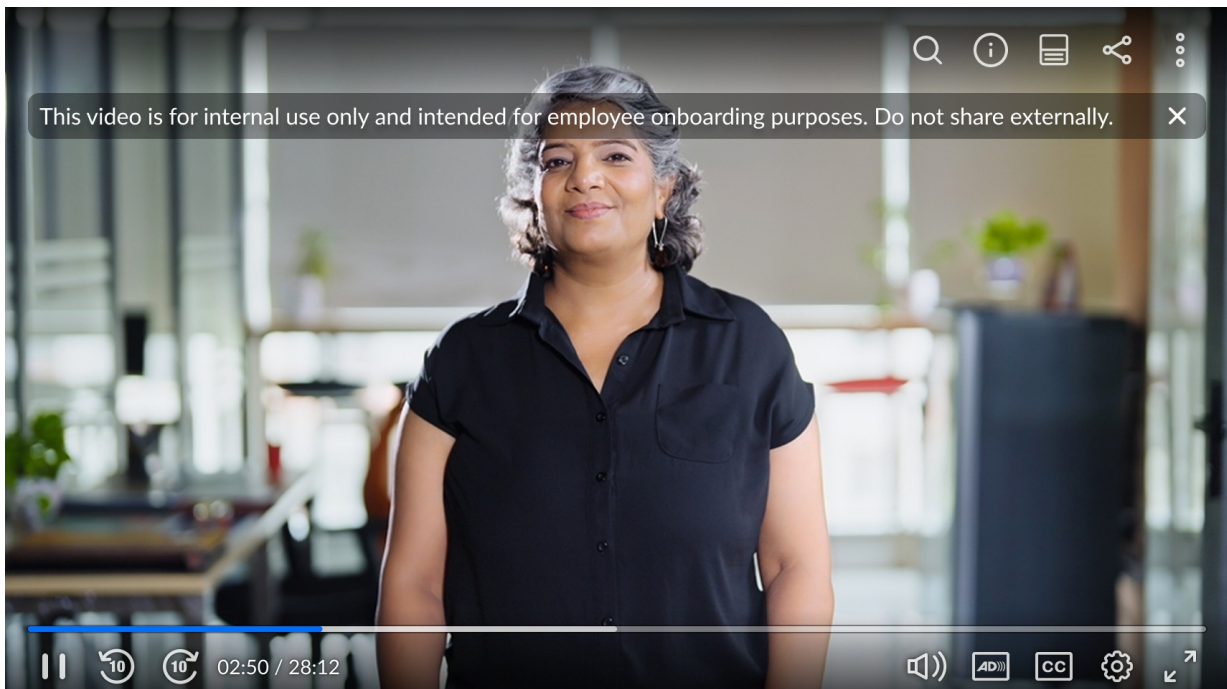 This video is for internal use only and intended for employee onboarding purposes. Do not share externally.
10 10 02:50 / 28:12 AD CC